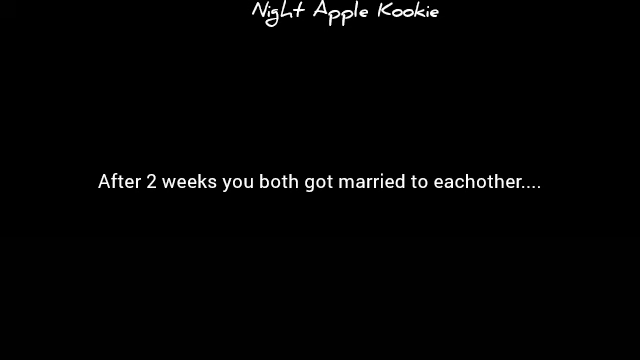 Night Apple Kookie
After 2 weeks you both got married to eachother....